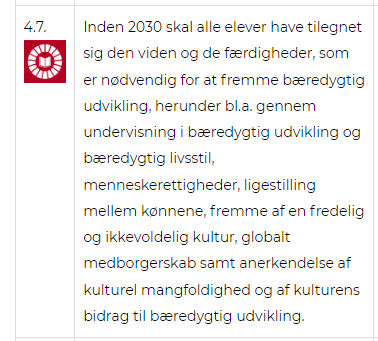 4.7.
Inden 2030 skal alle elever have tilegnet
sig den viden og de færdigheder, som
er nødvendig for at fremme bæredygtig
udvikling, herunder bl.a. gennem
undervisning i bæredygtig udvikling og
bæredygtig livsstil,
menneskerettigheder, ligestilling
mellem kønnene, fremme af en fredelig
og ikkevoldelig kultur, globalt
medborgerskab samt anerkendelse af
kulturel mangfoldighed og af kulturens
bidrag til bæredygtig udvikling.